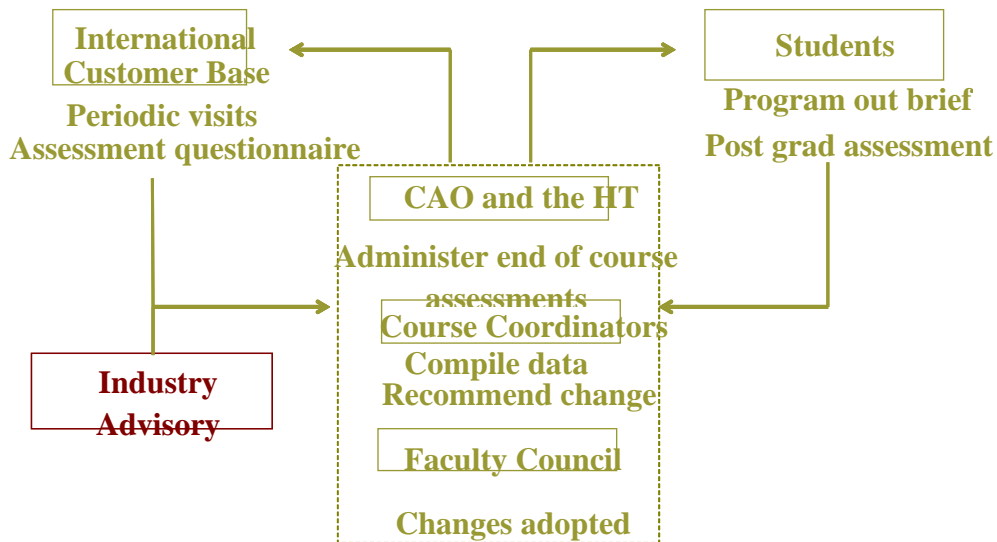 International
Customer Base
Periodic visits
Assessment questionnaire
Students
Program out brief
Post grad assessment
CAO and the HT
Administer end of course
assessments
Course Coordinators
Compile data
Recommend change
Faculty Council
Changes adopted
Industry
Advisory